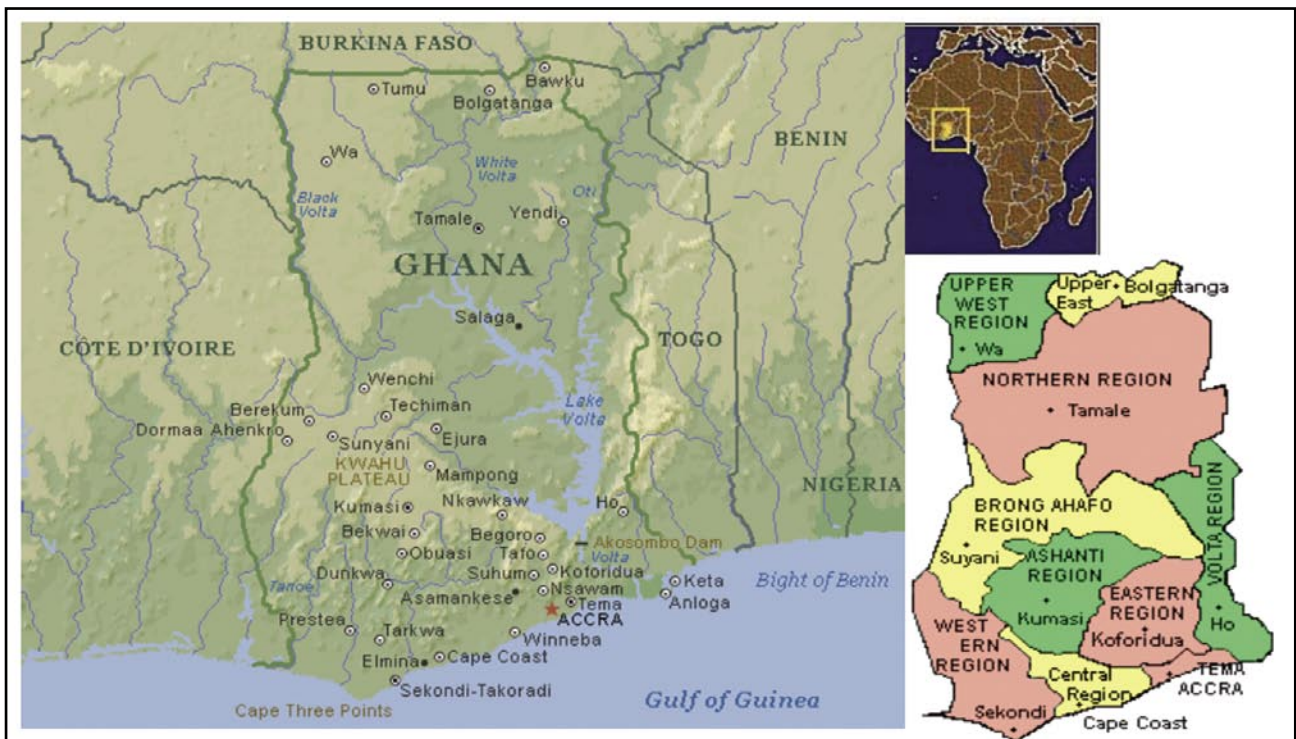 BURKINA FASO
Bawku
Tumu
Bolgatanga
BENIN
Wa
White
Volta
Oti
Black
Volta
Tamale
Yendi
GHANA
Salaga
TOGO
CÔTE D'IVOIRE
Wenchi
Lake
Volta
Berekum
Techiman
Dormaa Ahenkro
Sunyani
Ejura
KWAHU
PLATEAU
Mampong
NIGERIA
Nkawkaw
Ho
Kumasi
Bekwai
Begoro
Akosombo Dam
Obuasi
Tafo
Volta
Dunkwa
Suhum
Koforidua
Bight of Benin
Tanoe
Keta
Asamankese
Nsawam
Anloga
Tema
ACCRA
Prestea
Tarkwa
Winneba
Elmina
Cape Coast
Sekondi-Takoradi
Gulf of Guinea
Cape Three Points
UPPER
WEST
REGION
Wa
Upper
East
Bolgatanga
NORTHERN REGION
Tamale
BRONG AHAFO
REGION
Suyani
VOLTA REGION
Ho
ASHANTI
REGION
Kumasi
EASTERN
REGION
Koforidua
WEST
ERN
REGION
Sekondi
Central
Region
Cape Coast
TEMA
ACCRA